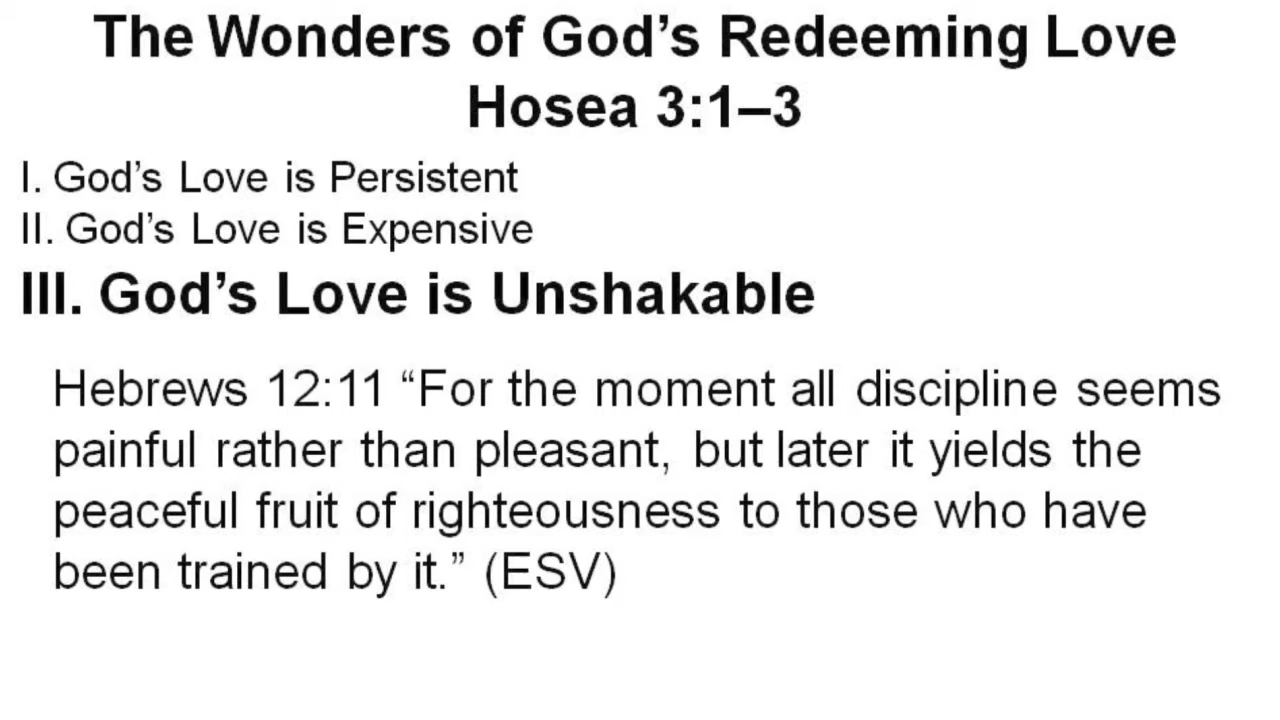 The Wonders of God’s Redeeming Love
Hosea 3:1–3
I. God’s Love is Persistent
II. God’s Love is Expensive
III. God’s Love is Unshakable
Hebrews 12:11 “For the moment all discipline seems
painful rather than pleasant, but later it yields the
peaceful fruit of righteousness to those who have
been trained by it.” (ESV)